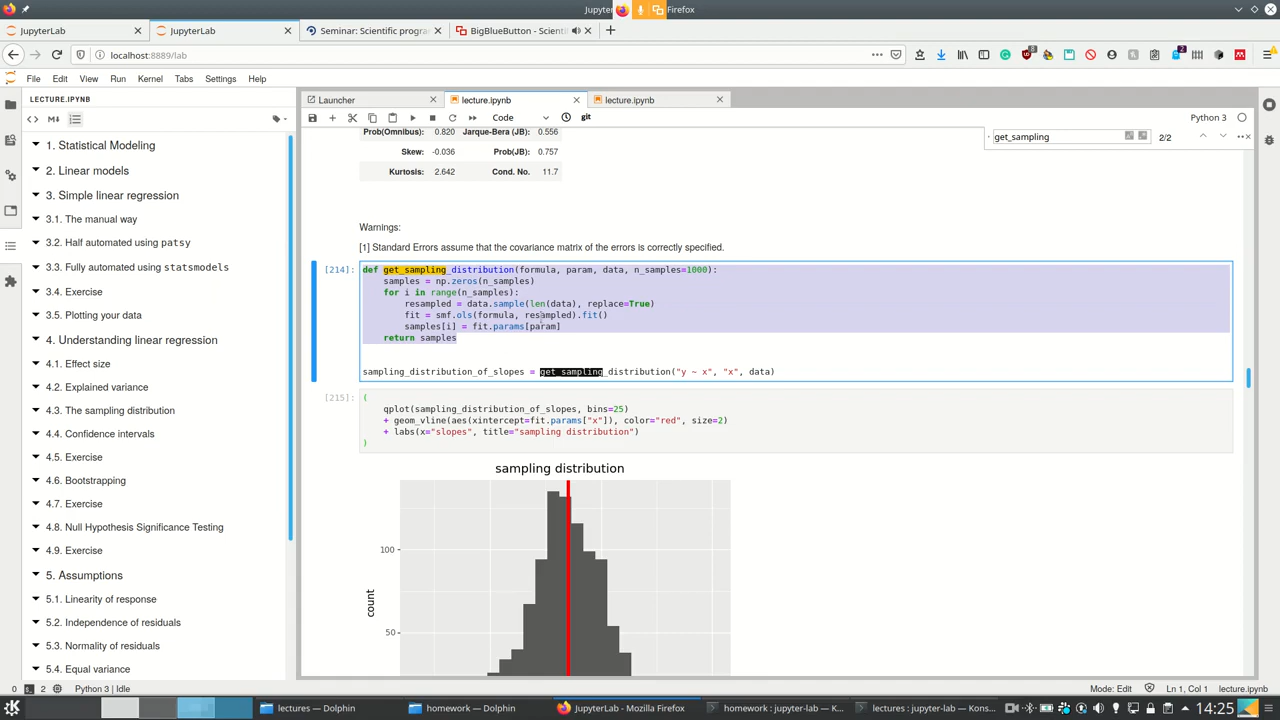 JupyterLab — Mozilla Firefox
JupyterLab
JupyterLab
Seminar: Scientific progra
BigBlueButton - Scienti
localhost:8889/lab
File Edit View Run Kernel Tabs Settings Help
LECTURE.IPYNB
Launcher
lecture.ipynb
lecture.ipynb
Code
git
Python 3
get_sampling
2/2
1. Statistical Modeling
2. Linear models
3. Simple linear regression
3.1. The manual way
3.2. Half automated using patsy
3.3. Fully automated using statsmodels
3.4. Exercise
3.5. Plotting your data
4. Understanding linear regression
4.1. Effect size
4.2. Explained variance
4.3. The sampling distribution
4.4. Confidence intervals
4.5. Exercise
4.6. Bootstrapping
4.7. Exercise
4.8. Null Hypothesis Significance Testing
4.9. Exercise
5. Assumptions
5.1. Linearity of response
5.2. Independence of residuals
5.3. Normality of residuals
5.4. Equal variance
Prob(Omnibus): 0.820 Jarque-Bera (JB): 0.556
Skew: -0.036 Prob(JB): 0.757
Kurtosis: 2.642 Cond. No. 11.7
Warnings:
[1] Standard Errors assume that the covariance matrix of the errors is correctly specified.
[214]: def get_sampling_distribution(formula, param, data, n_samples=1000):
samples = np.zeros(n_samples)
for i in range(n_samples):
resampled = data.sample(len(data), replace=True)
fit = smf.ols(formula, resampled).fit()
samples[i] = fit.params[param]
return samples
sampling_distribution_of_slopes = get_sampling_distribution("y ~ x", "x", data)
[215]: (
qplot(sampling_distribution_of_slopes, bins=25)
+ geom_vline(aes(xintercept=fit.params["x"]), color="red", size=2)
+ labs(x="slopes", title="sampling distribution")
)
sampling distribution
100
50
count
0 2 Python 3 | Idle
Mode: Edit Ln 1, Col 1 lecture.ipynb
lectures — Dolphin
homework — Dolphin
JupyterLab - Mozilla Firefox
homework : jupyter-lab — K...
lectures : jupyter-lab — Kons...
14:25